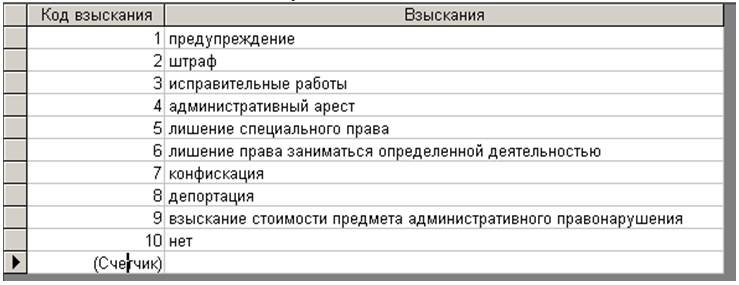 Код взыскания Взыскания
1 предупреждение
2 штраф
3 исправительные работы
4 административный арест
5 лишение специального права
6 лишение права заниматься определенной деятельностью
7 конфискация
8 депортация
9 взыскание стоимости предмета административного правонарушения
10 нет
(Счетчик)